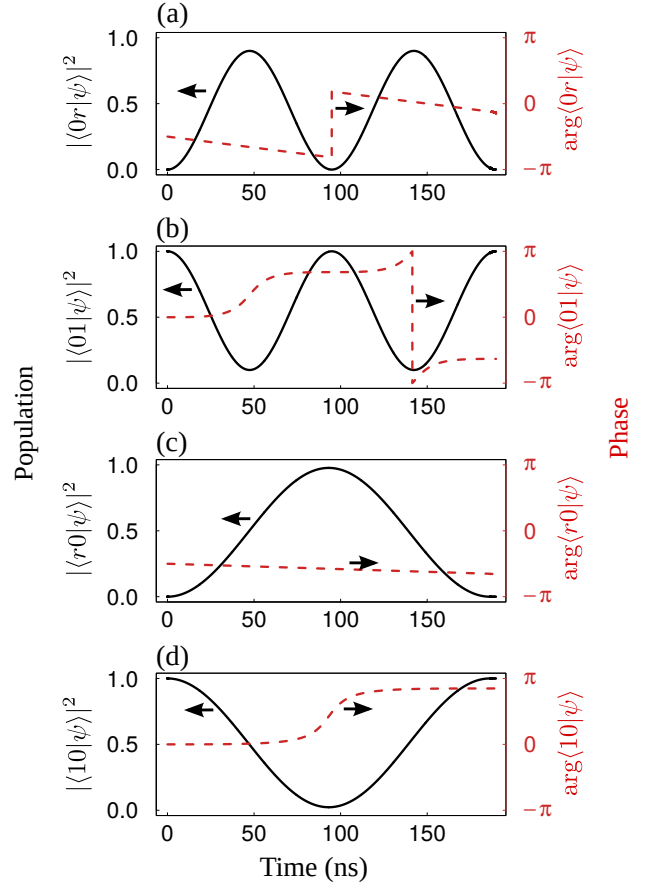 (a)
1.0
0.5
0.0
|⟨0r|ψ⟩|²
π
0
−π
arg⟨0r|ψ⟩
0 50 100 150
(b)
1.0
0.5
0.0
|⟨01|ψ⟩|²
π
0
−π
arg⟨01|ψ⟩
0 50 100 150
Population
Phase
(c)
1.0
0.5
0.0
|⟨r0|ψ⟩|²
π
0
−π
arg⟨r0|ψ⟩
0 50 100 150
(d)
1.0
0.5
0.0
|⟨10|ψ⟩|²
π
0
−π
arg⟨10|ψ⟩
0 50 100 150
Time (ns)